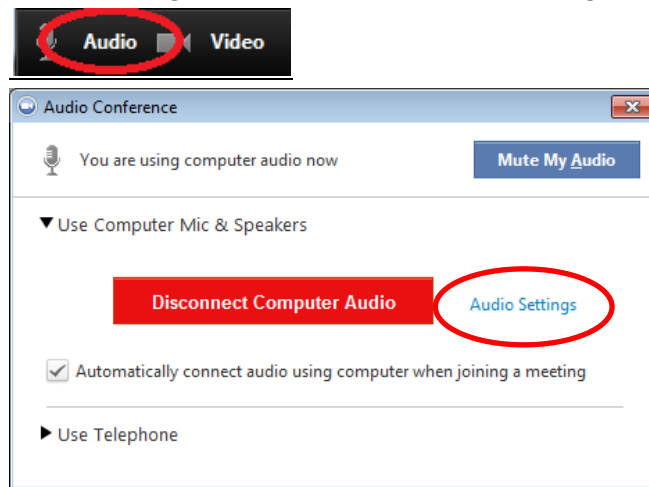 Audio Video
Audio Conference
You are using computer audio now Mute My Audio
Use Computer Mic & Speakers
Disconnect Computer Audio Audio Settings
Automatically connect audio using computer when joining a meeting
Use Telephone